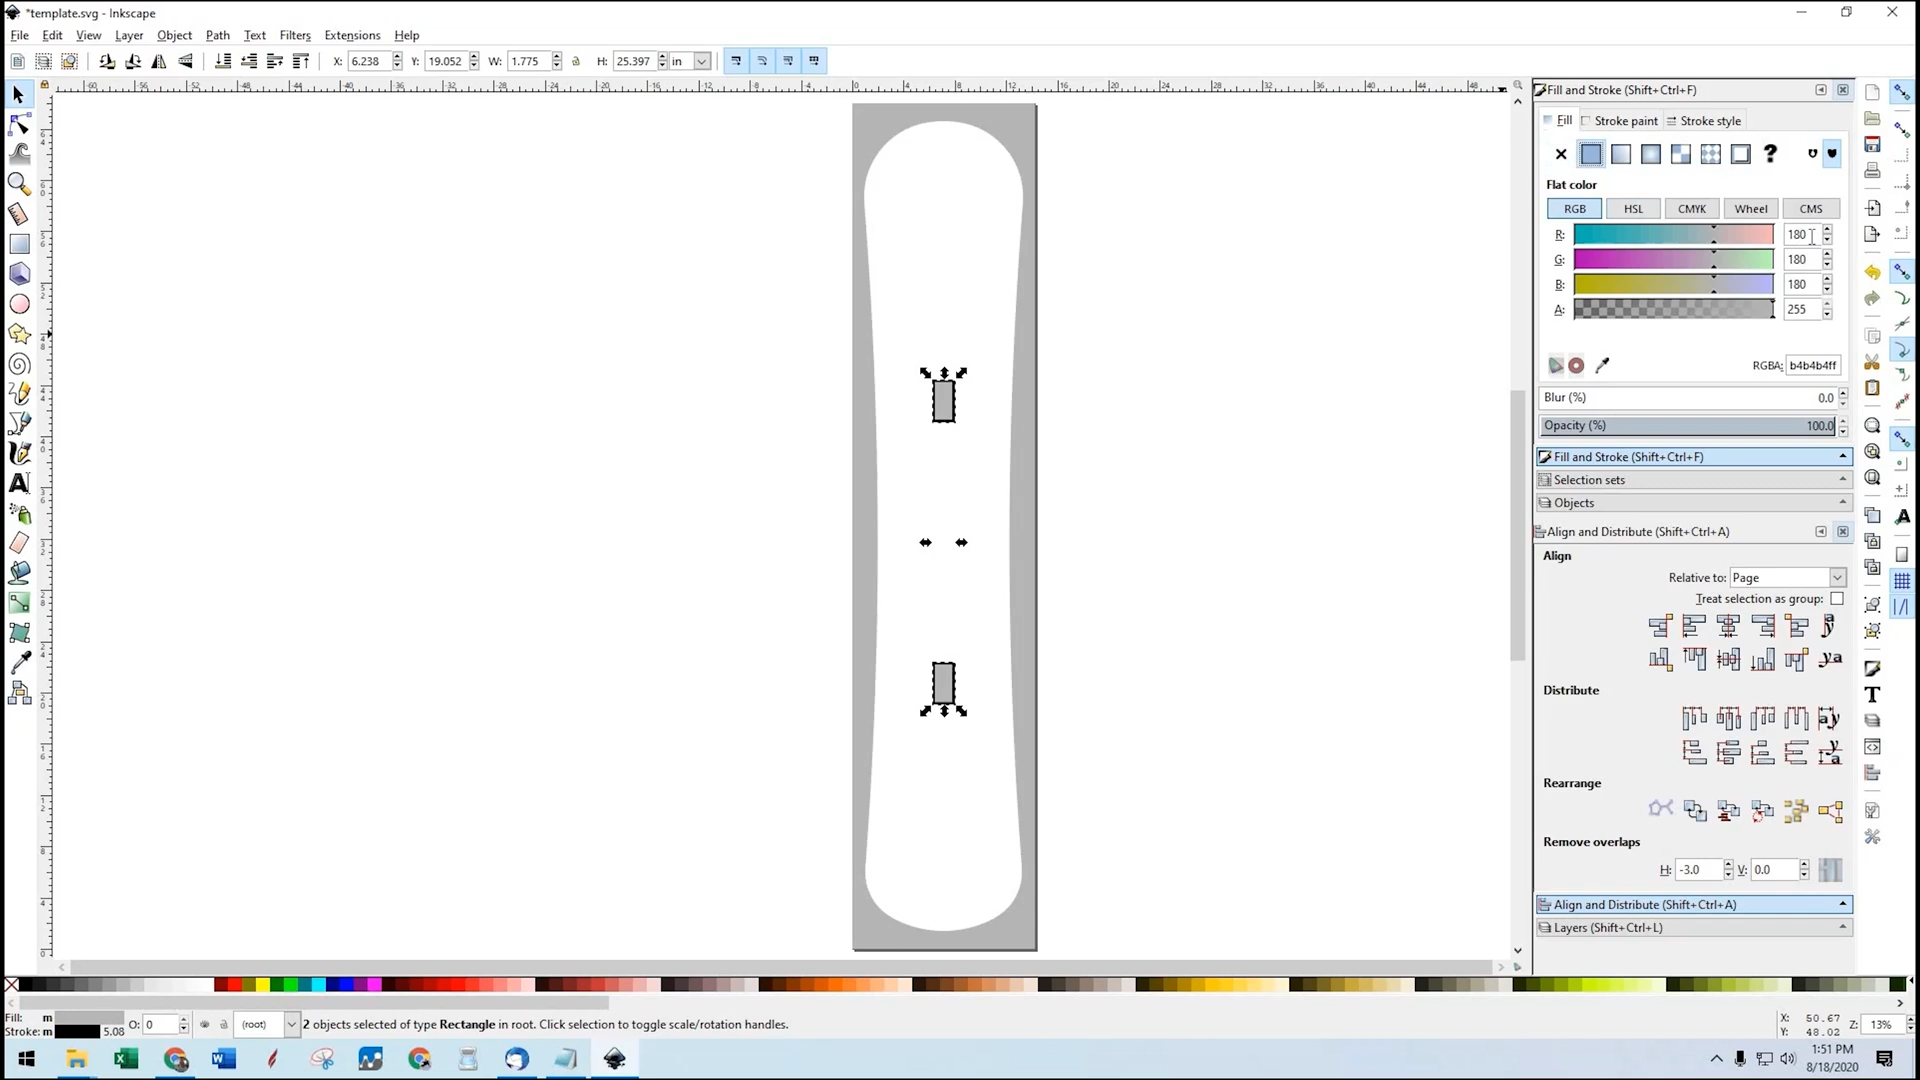 *template.svg - Inkscape
File Edit View Layer Object Path Text Filters Extensions Help
X: 6.238 Y: 19.052 W: 1.775 H: 25.397 in
Fill and Stroke (Shift+Ctrl+F)
Fill Stroke paint Stroke style
Flat color
RGB HSL CMYK Wheel CMS
R: 180
G: 180
B: 180
A: 255
RGBA: b4b4b4ff
Blur (%) 0.0
Opacity (%) 100.0
Fill and Stroke (Shift+Ctrl+F)
Selection sets
Objects
Align and Distribute (Shift+Ctrl+A)
Align
Relative to: Page
Treat selection as group:
Distribute
Rearrange
Remove overlaps
H: -3.0 V: 0.0
Align and Distribute (Shift+Ctrl+A)
Layers (Shift+Ctrl+L)
Fill: m
Stroke: m 5.08 O: 0 (root) 2 objects selected of type Rectangle in root. Click selection to toggle scale/rotation handles.
X: 50.67
Y: 48.02 Z: 13%
1:51 PM
8/18/2020